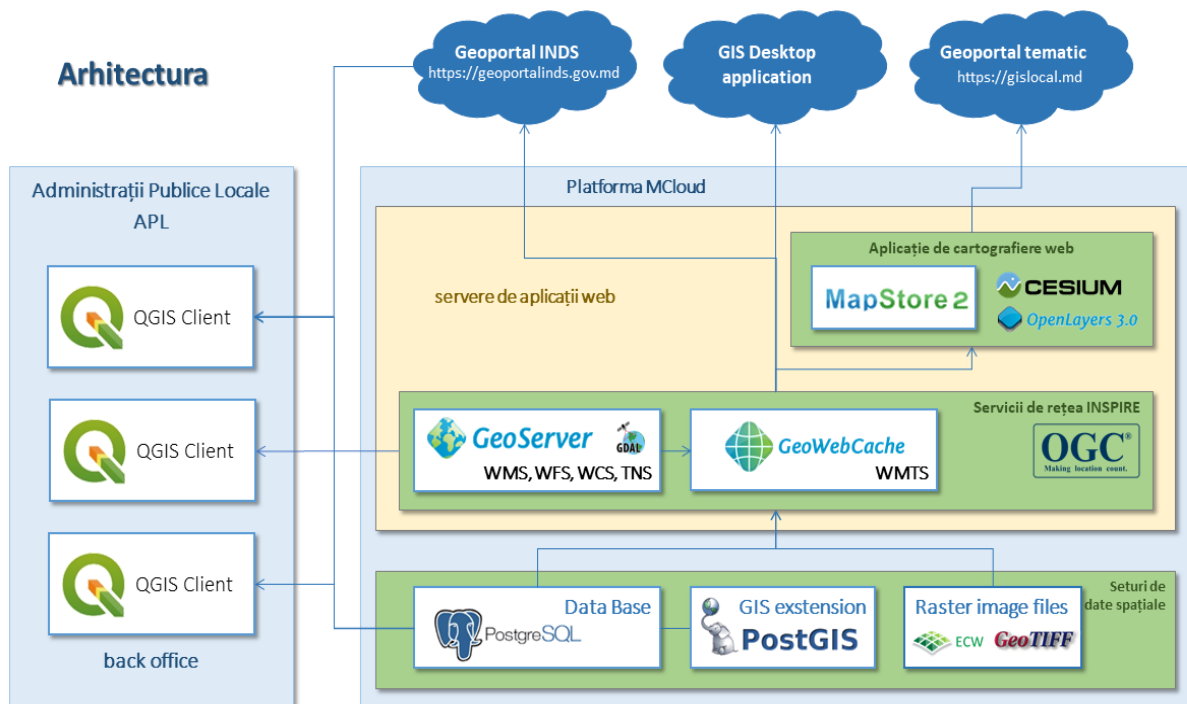 Arhitectura
Geoportal INDS
https://geoportalinds.gov.md
GIS Desktop
application
Geoportal tematic
https://gislocal.md
Administrații Publice Locale
APL
QGIS Client
QGIS Client
QGIS Client
back office
Platforma MCloud
servere de aplicații web
Aplicație de cartografiere web
MapStore 2
CESIUM
OpenLayers 3.0
Servicii de rețea INSPIRE
GeoServer
GDAL
WMS, WFS, WCS, TNS
GeoWebCache
WMTS
OGC®
Making location count.
Seturi de
date spațiale
Data Base
PostgreSQL
GIS exstension
PostGIS
Raster image files
ECW
GeoTIFF